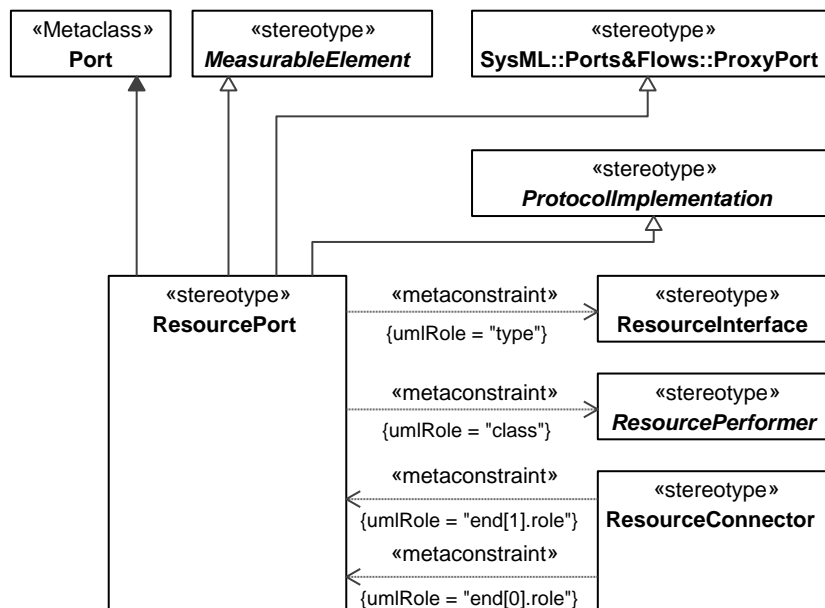 «Metaclass»
Port
«stereotype»
MeasurableElement
«stereotype»
SysML::Ports&Flows::ProxyPort
«stereotype»
ProtocolImplementation
«stereotype»
ResourcePort
«metaconstraint»
{umlRole = "type"}
«stereotype»
ResourceInterface
«metaconstraint»
{umlRole = "class"}
«stereotype»
ResourcePerformer
«metaconstraint»
{umlRole = "end[1].role"}
«stereotype»
ResourceConnector
«metaconstraint»
{umlRole = "end[0].role"}